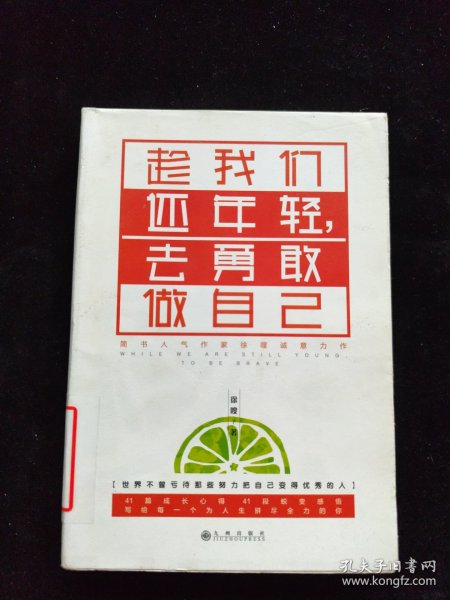 趁我们
还年轻,
去勇敢
做自己
简书人气作家徐嗖诚意力作
WHILE WE ARE STILL YOUNG
TO BE BRAVE
徐嗖 著
[世界不曾亏待那些努力把自己变得优秀的人]
41篇成长心得 41段蜕变感悟
写给每一个为人生拼尽全力的你
九州出版社
JIUZHOUPRESS
孔夫子旧书网
www.kongfz.com